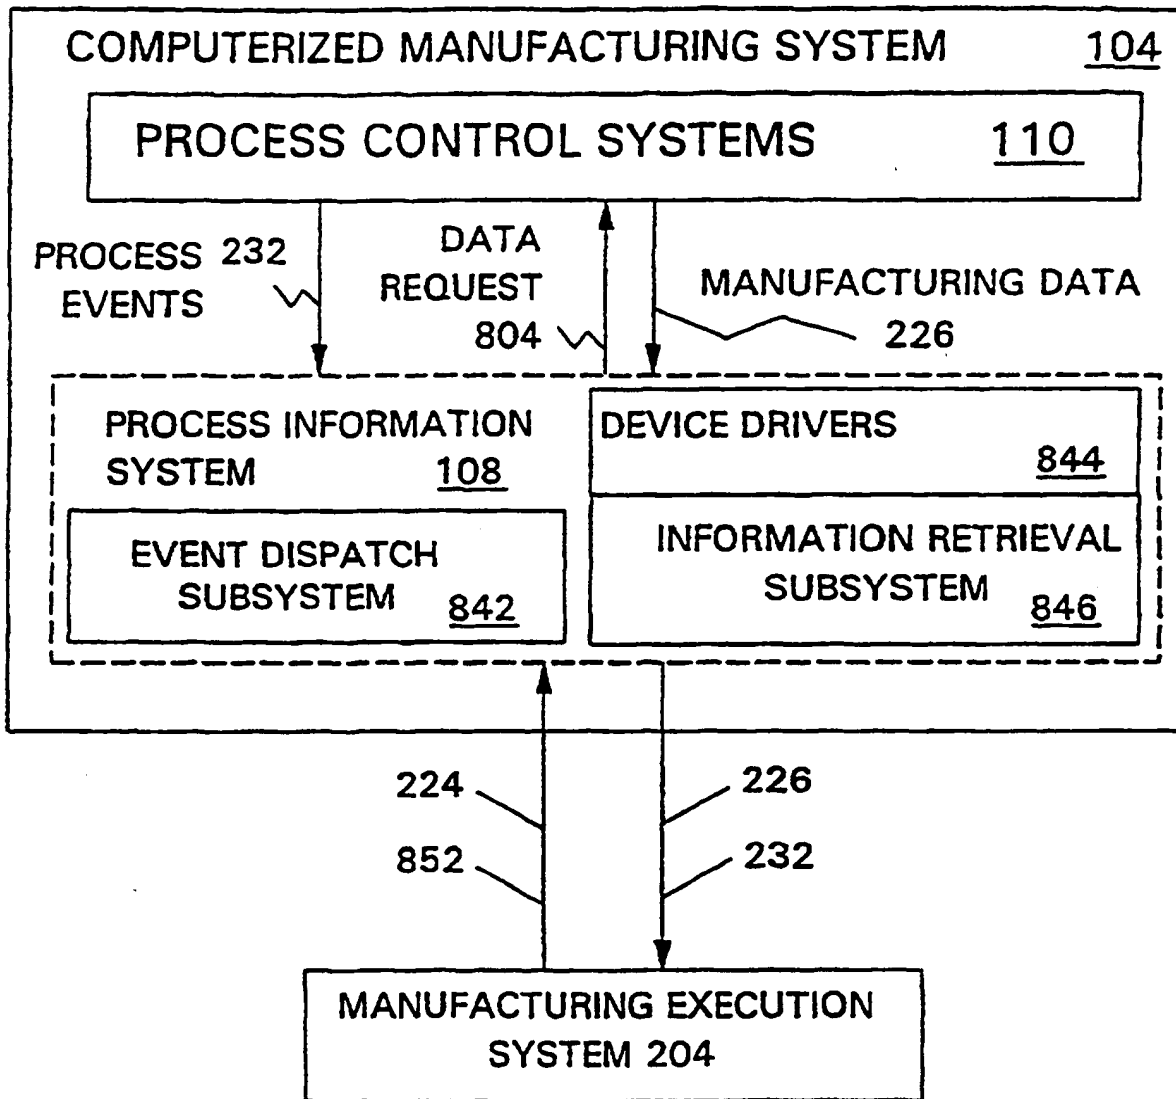 COMPUTERIZED MANUFACTURING SYSTEM 104
PROCESS CONTROL SYSTEMS 110
PROCESS 232
EVENTS
DATA
REQUEST
804
MANUFACTURING DATA
226
PROCESS INFORMATION
SYSTEM 108
DEVICE DRIVERS
844
EVENT DISPATCH
SUBSYSTEM 842
INFORMATION RETRIEVAL
SUBSYSTEM
846
224
226
852
232
MANUFACTURING EXECUTION
SYSTEM 204